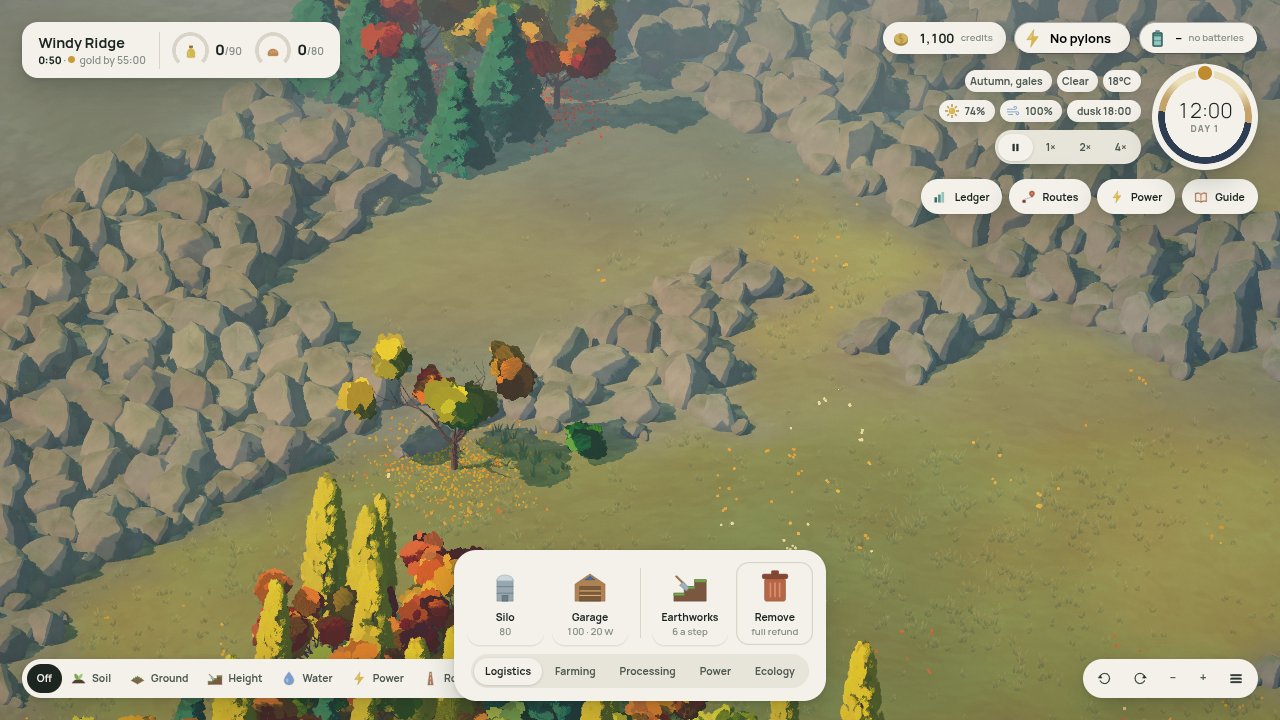 Windy Ridge
0:50 · gold by 55:00
0/90
0/80
1,100 credits
No pylons
– no batteries
Autumn, gales
Clear
18°C
74%
100%
dusk 18:00
12:00
DAY 1
1×
2×
4×
Ledger
Routes
Power
Guide
Silo
80
Garage
100 · 20 W
Earthworks
6 a step
Remove
full refund
Logistics
Farming
Processing
Power
Ecology
Off
Soil
Ground
Height
Water
Power